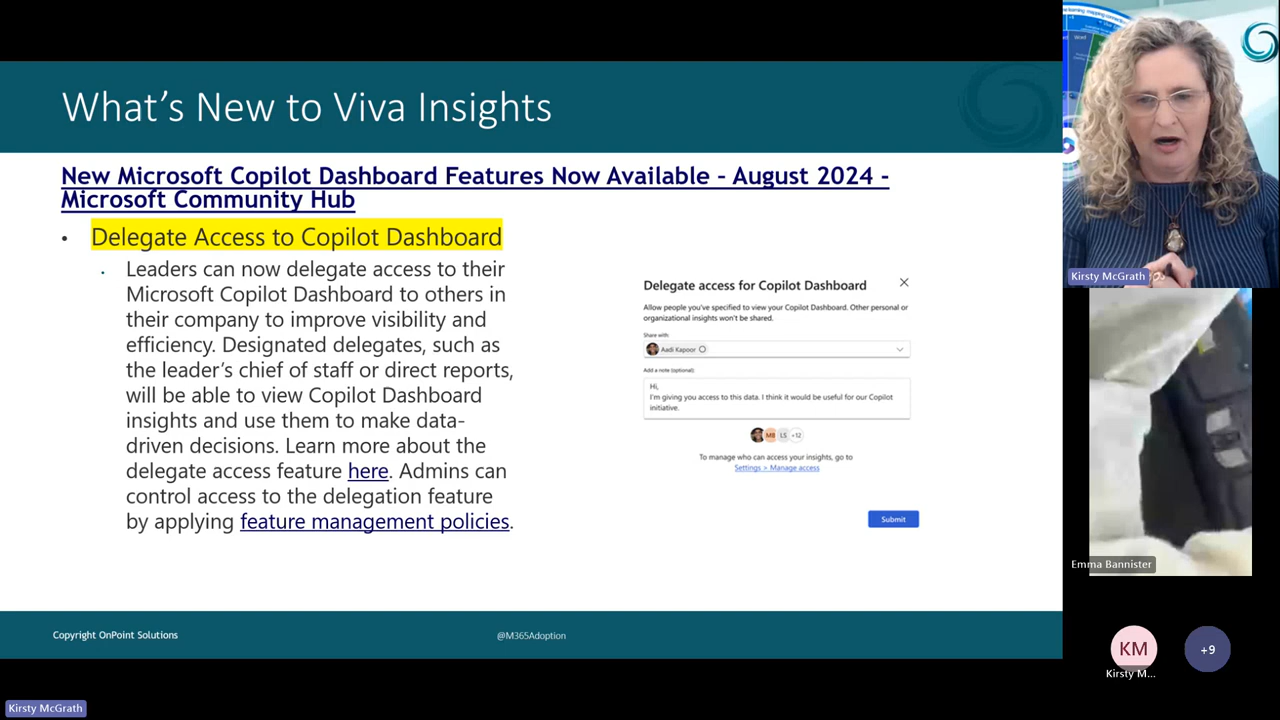 What's New to Viva Insights
New Microsoft Copilot Dashboard Features Now Available – August 2024 -
Microsoft Community Hub
• Delegate Access to Copilot Dashboard
• Leaders can now delegate access to their
Microsoft Copilot Dashboard to others in
their company to improve visibility and
efficiency. Designated delegates, such as
the leader's chief of staff or direct reports,
will be able to view Copilot Dashboard
insights and use them to make data-
driven decisions. Learn more about the
delegate access feature here. Admins can
control access to the delegation feature
by applying feature management policies.
Delegate access for Copilot Dashboard
Allow people you've specified to view your Copilot Dashboard. Other personal or
organizational insights won't be shared.
Share with:
Aadi Kapoor
Add a note (optional):
Hi,
I'm giving you access to this data. I think it would be useful for our Copilot
initiative.
MB LS +12
To manage who can access your insights, go to
Settings > Manage access
Submit
Copyright OnPoint Solutions
@M365Adoption
Word
Kirsty McGrath
Emma Bannister
KM
Kirsty M...
+9
Kirsty McGrath